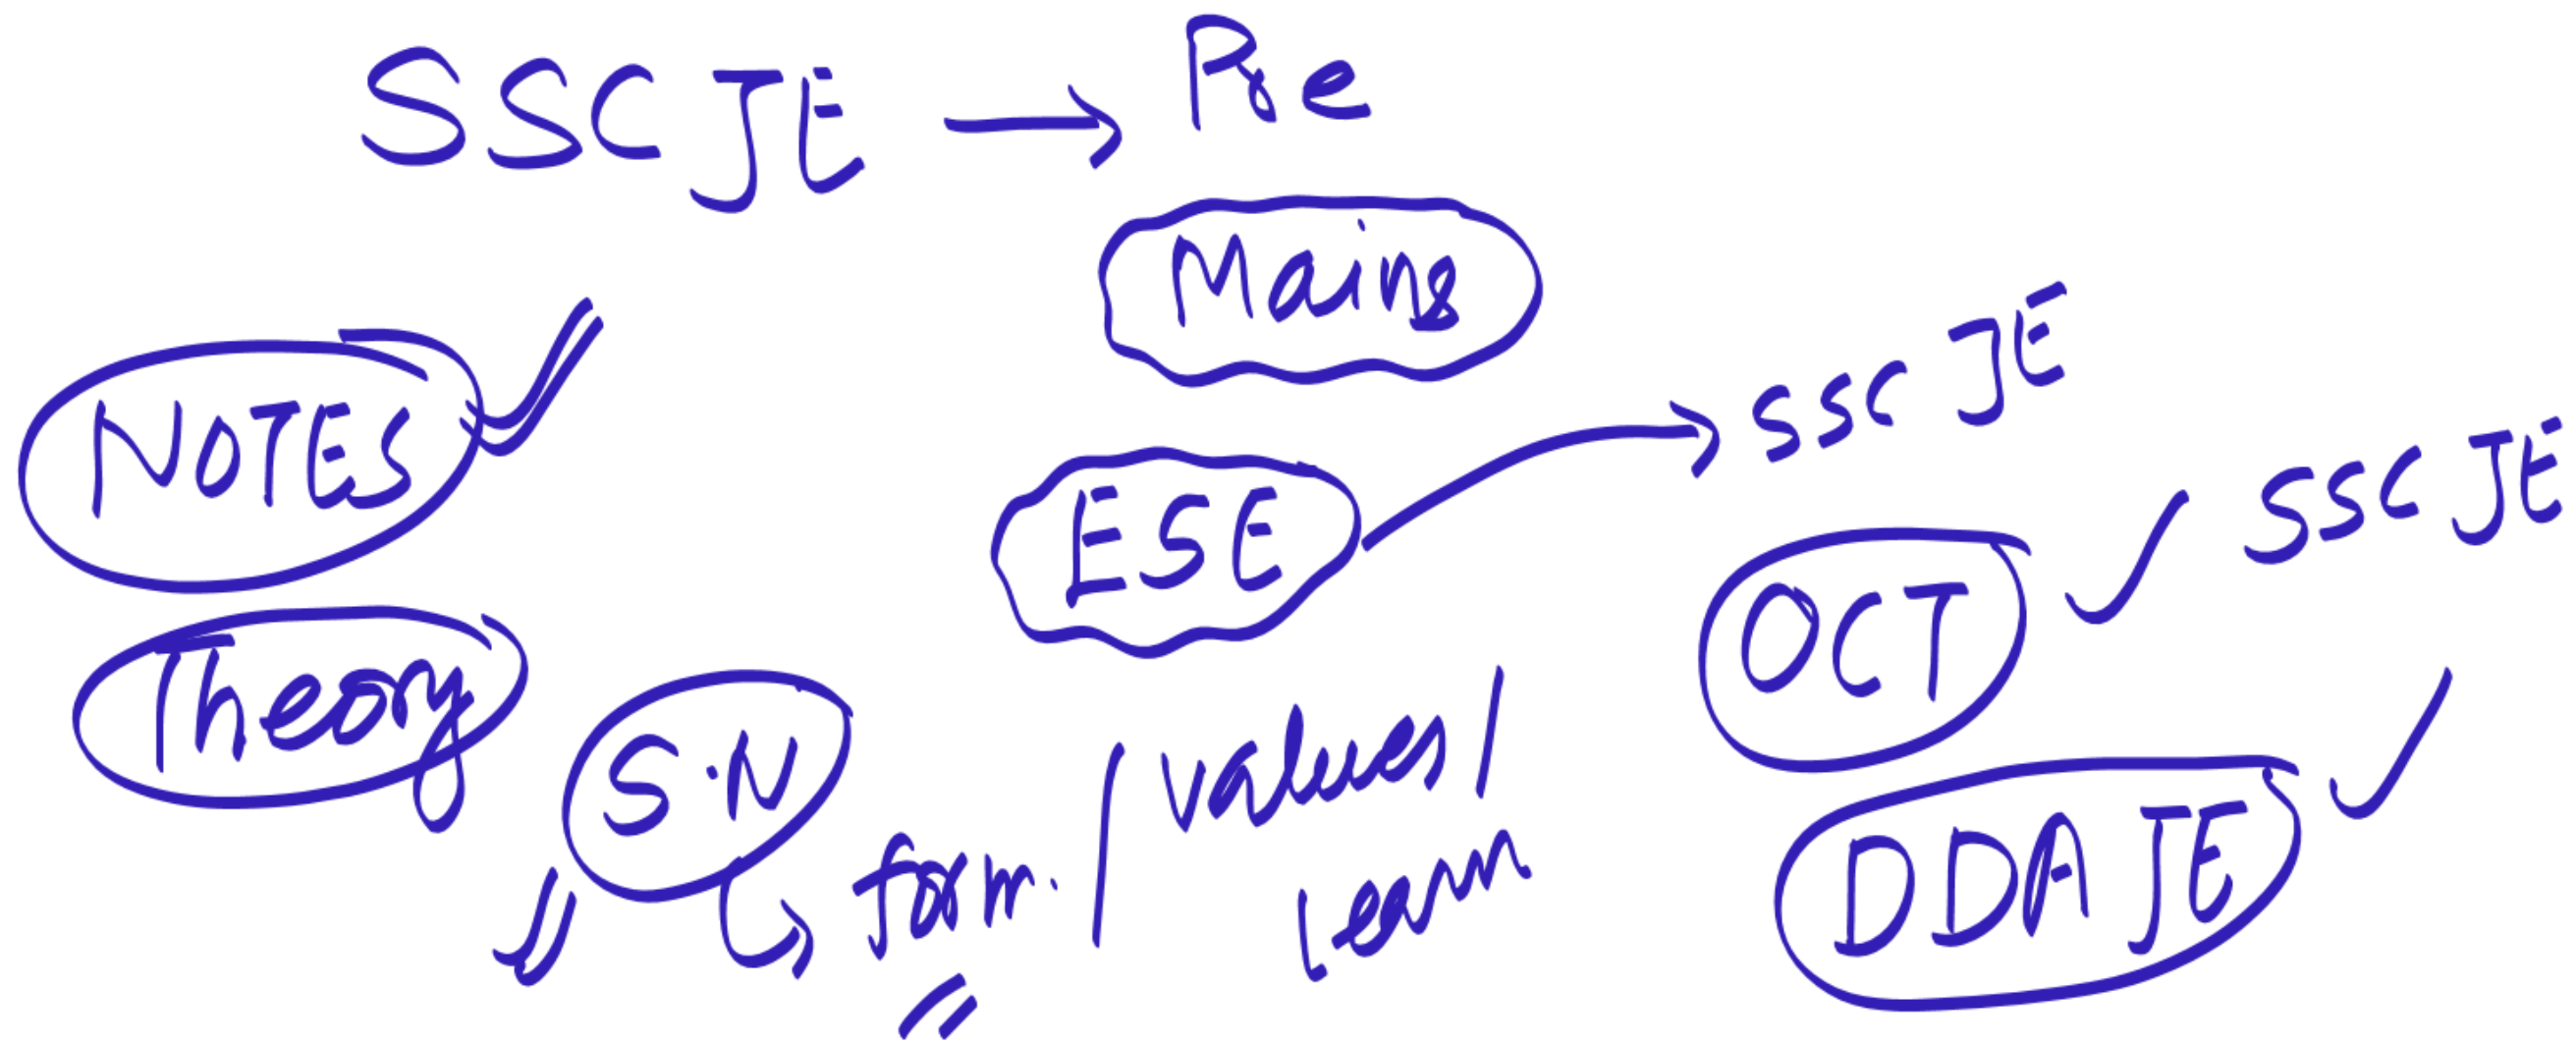 SSC JE → Pre
Mains
NOTES
ESE → SSC JE
OCT SSC JE
Theory
S.N → form. / values / learn
DDA JE